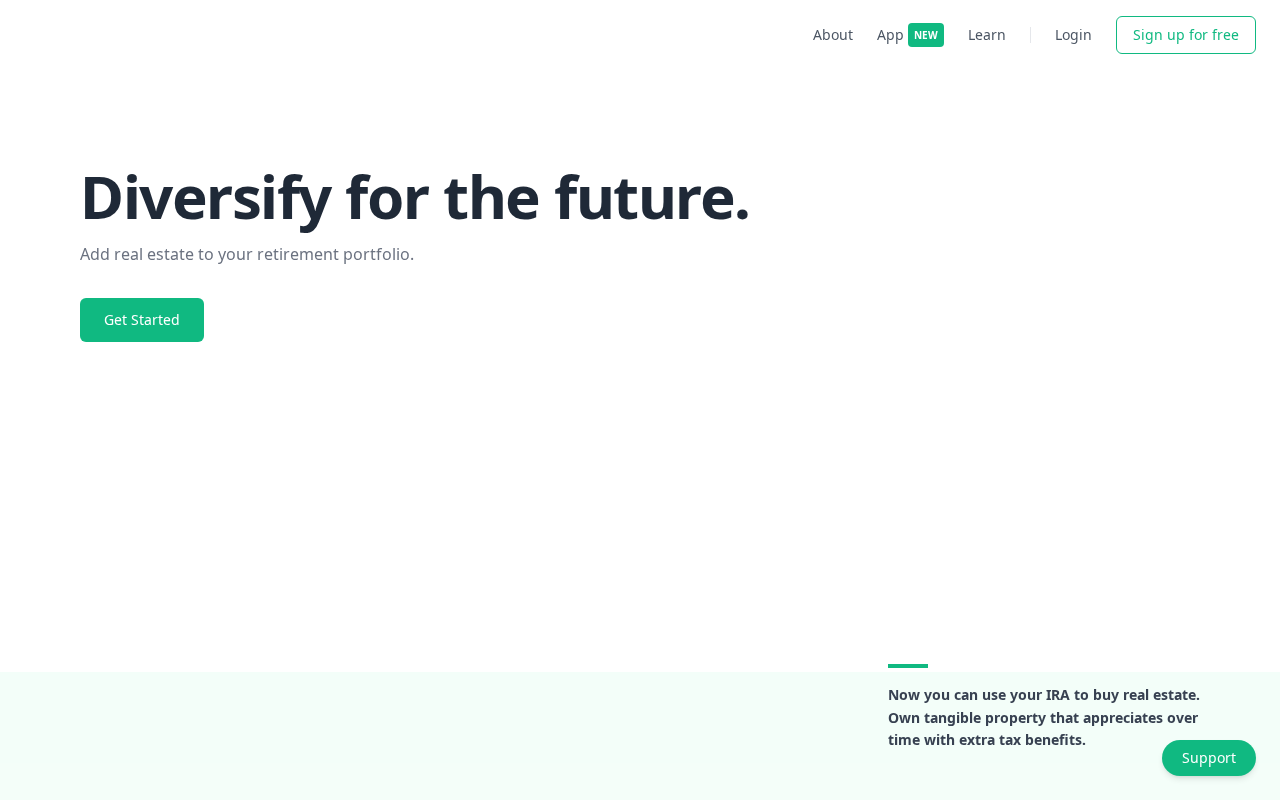 About App NEW Learn Login Sign up for free
Diversify for the future.
Add real estate to your retirement portfolio.
Get Started
Now you can use your IRA to buy real estate.
Own tangible property that appreciates over
time with extra tax benefits.
Support